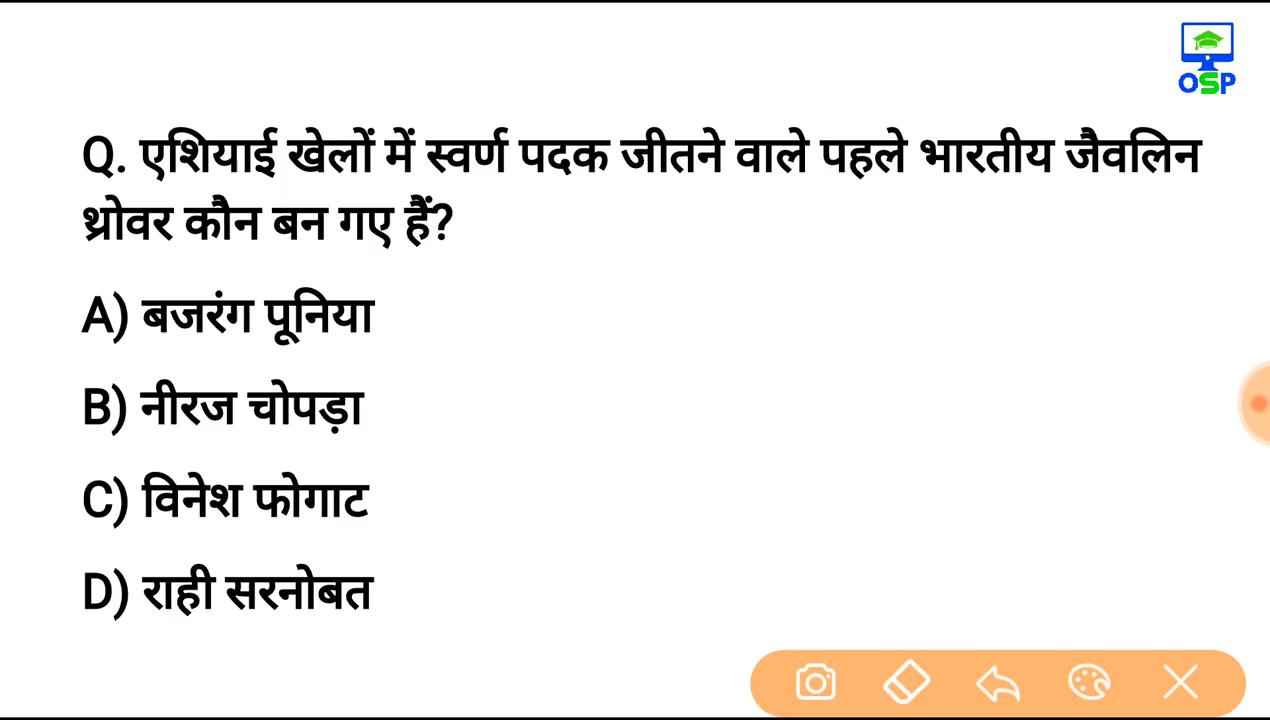 OSP
Q. एशियाई खेलों में स्वर्ण पदक जीतने वाले पहले भारतीय जैवलिन
थ्रोवर कौन बन गए हैं?
A) बजरंग पूनिया
B) नीरज चोपड़ा
C) विनेश फोगाट
D) राही सरनोबत